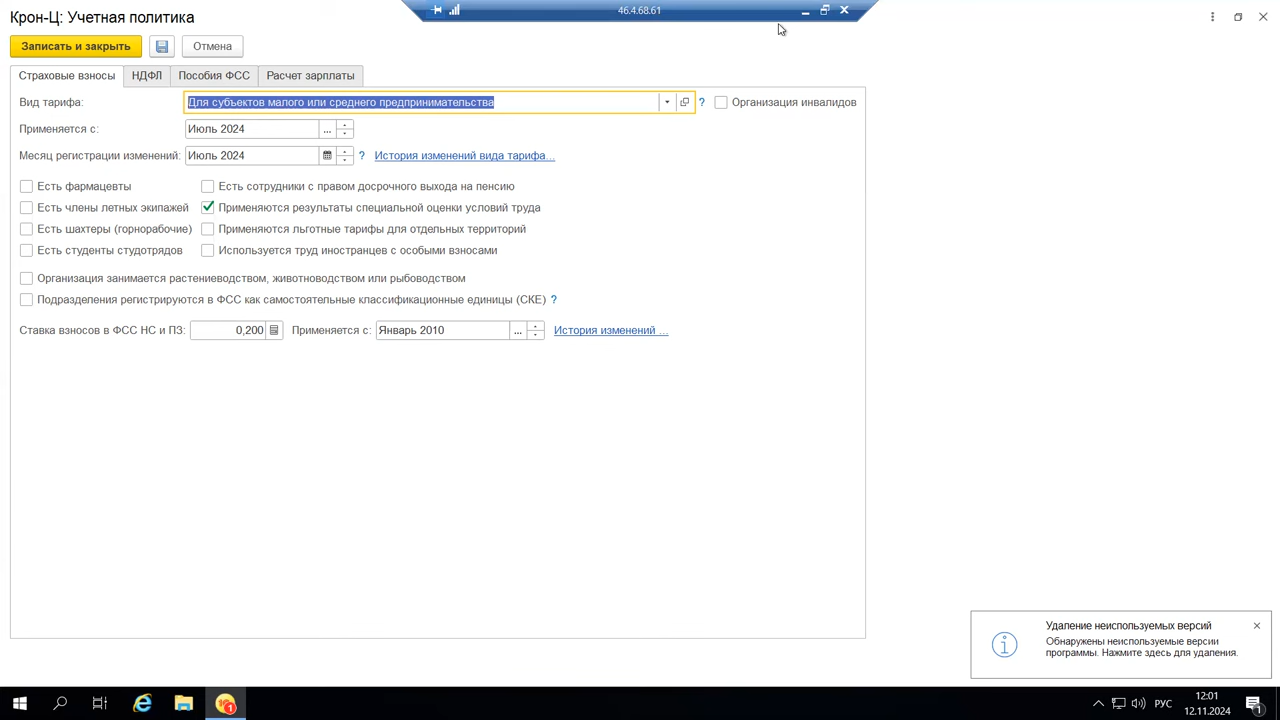 46.4.68.61
Крон-Ц: Учетная политика
Записать и закрыть Отмена
Страховые взносы НДФЛ Пособия ФСС Расчет зарплаты
Вид тарифа: Для субъектов малого или среднего предпринимательства ? Организация инвалидов
Применяется с: Июль 2024 ...
Месяц регистрации изменений: Июль 2024 ? История изменений вида тарифа...
Есть фармацевты Есть сотрудники с правом досрочного выхода на пенсию
Есть члены летных экипажей Применяются результаты специальной оценки условий труда
Есть шахтеры (горнорабочие) Применяются льготные тарифы для отдельных территорий
Есть студенты студотрядов Используется труд иностранцев с особыми взносами
Организация занимается растениеводством, животноводством или рыбоводством
Подразделения регистрируются в ФСС как самостоятельные классификационные единицы (СКЕ) ?
Ставка взносов в ФСС НС и ПЗ: 0,200 Применяется с: Январь 2010 ... История изменений ...
Удаление неиспользуемых версий
Обнаружены неиспользуемые версии
программы. Нажмите здесь для удаления.
1 РУС 12:01
12.11.2024 1